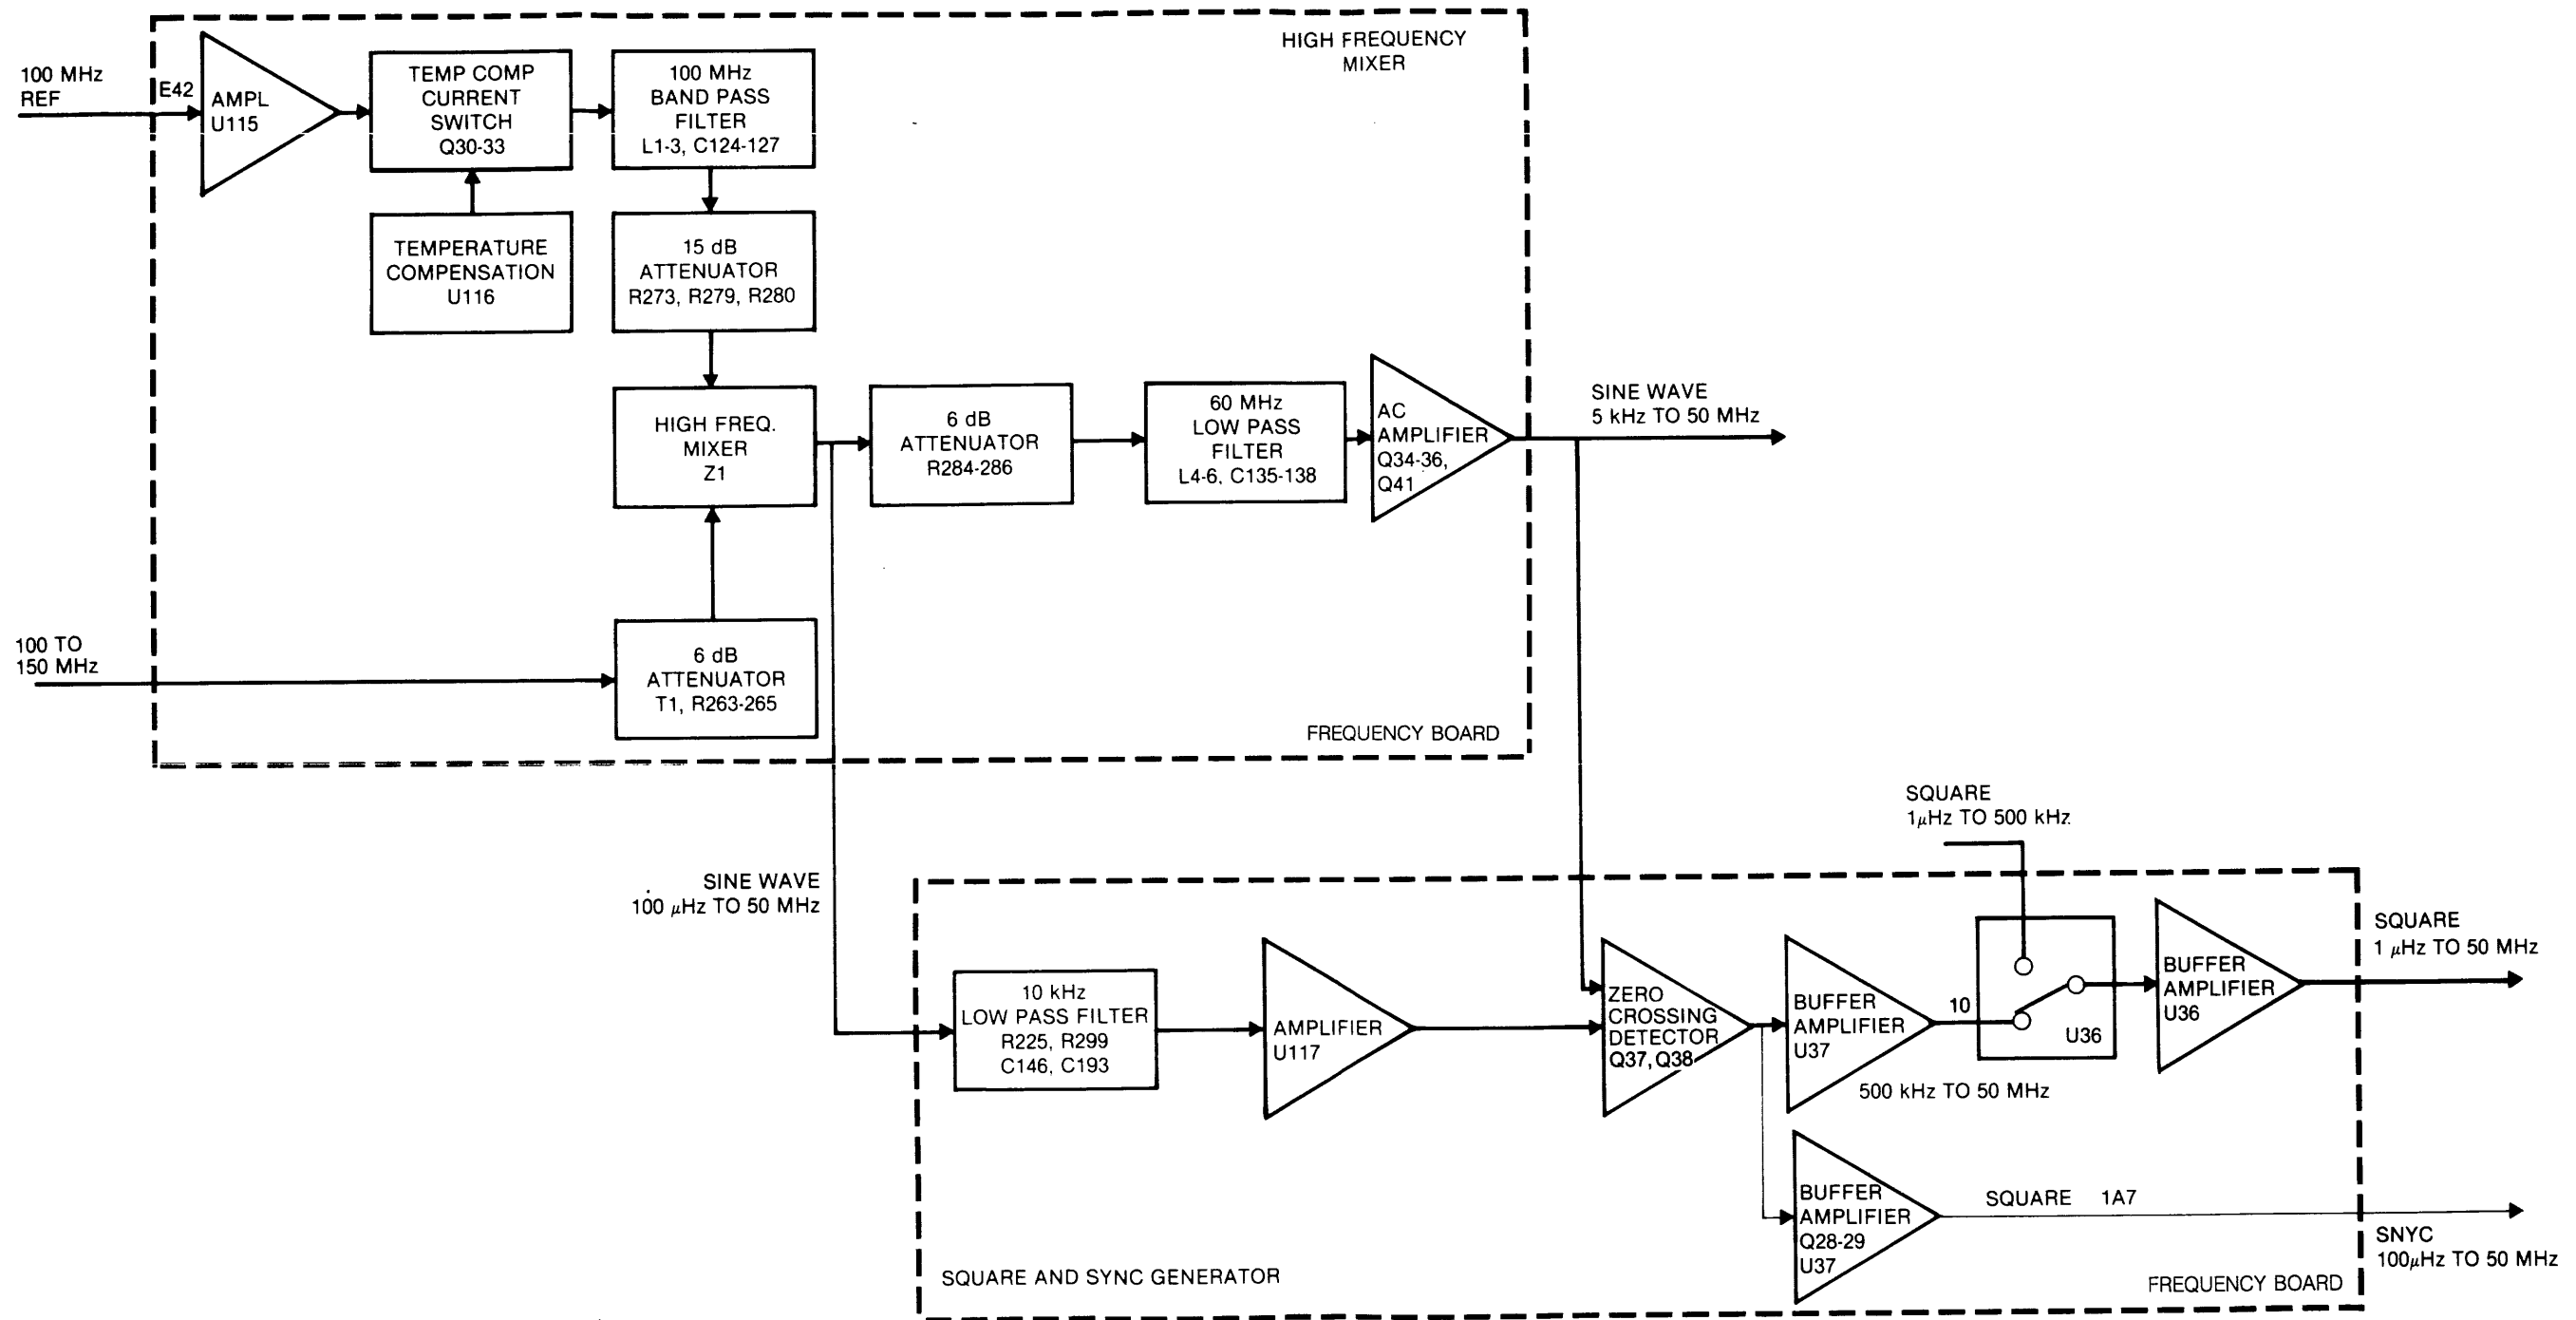 HIGH FREQUENCY
MIXER
100 MHz
REF
E42
AMPL
U115
TEMP COMP
CURRENT
SWITCH
Q30-33
100 MHz
BAND PASS
FILTER
L1-3, C124-127
TEMPERATURE
COMPENSATION
U116
15 dB
ATTENUATOR
R273, R279, R280
HIGH FREQ.
MIXER
Z1
6 dB
ATTENUATOR
R284-286
60 MHz
LOW PASS
FILTER
L4-6, C135-138
AC
AMPLIFIER
Q34-36,
Q41
SINE WAVE
5 kHz TO 50 MHz
100 TO
150 MHz
6 dB
ATTENUATOR
T1, R263-265
FREQUENCY BOARD
SQUARE
1μHz TO 500 kHz
SINE WAVE
100 μHz TO 50 MHz
10 kHz
LOW PASS FILTER
R225, R299
C146, C193
AMPLIFIER
U117
ZERO
CROSSING
DETECTOR
Q37, Q38
BUFFER
AMPLIFIER
U37
10
U36
BUFFER
AMPLIFIER
U36
SQUARE
1 μHz TO 50 MHz
500 kHz TO 50 MHz
BUFFER
AMPLIFIER
Q28-29
U37
SQUARE 1A7
SNYC
100μHz TO 50 MHz
SQUARE AND SYNC GENERATOR
FREQUENCY BOARD